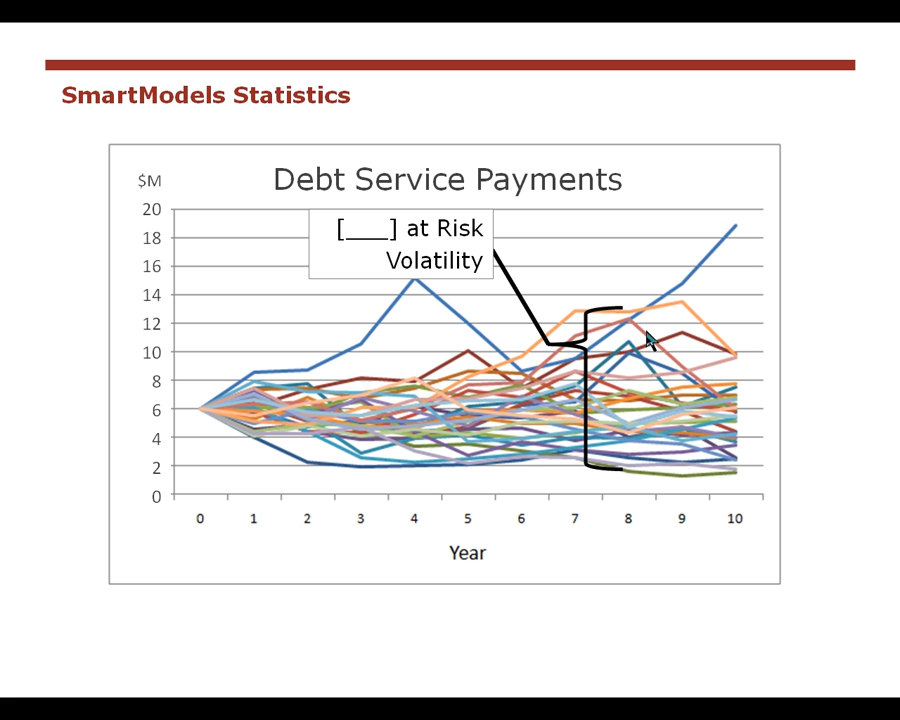 SmartModels Statistics
Debt Service Payments
$M
[___] at Risk
Volatility
20
18
16
14
12
10
8
6
4
2
0
0 1 2 3 4 5 6 7 8 9 10
Year